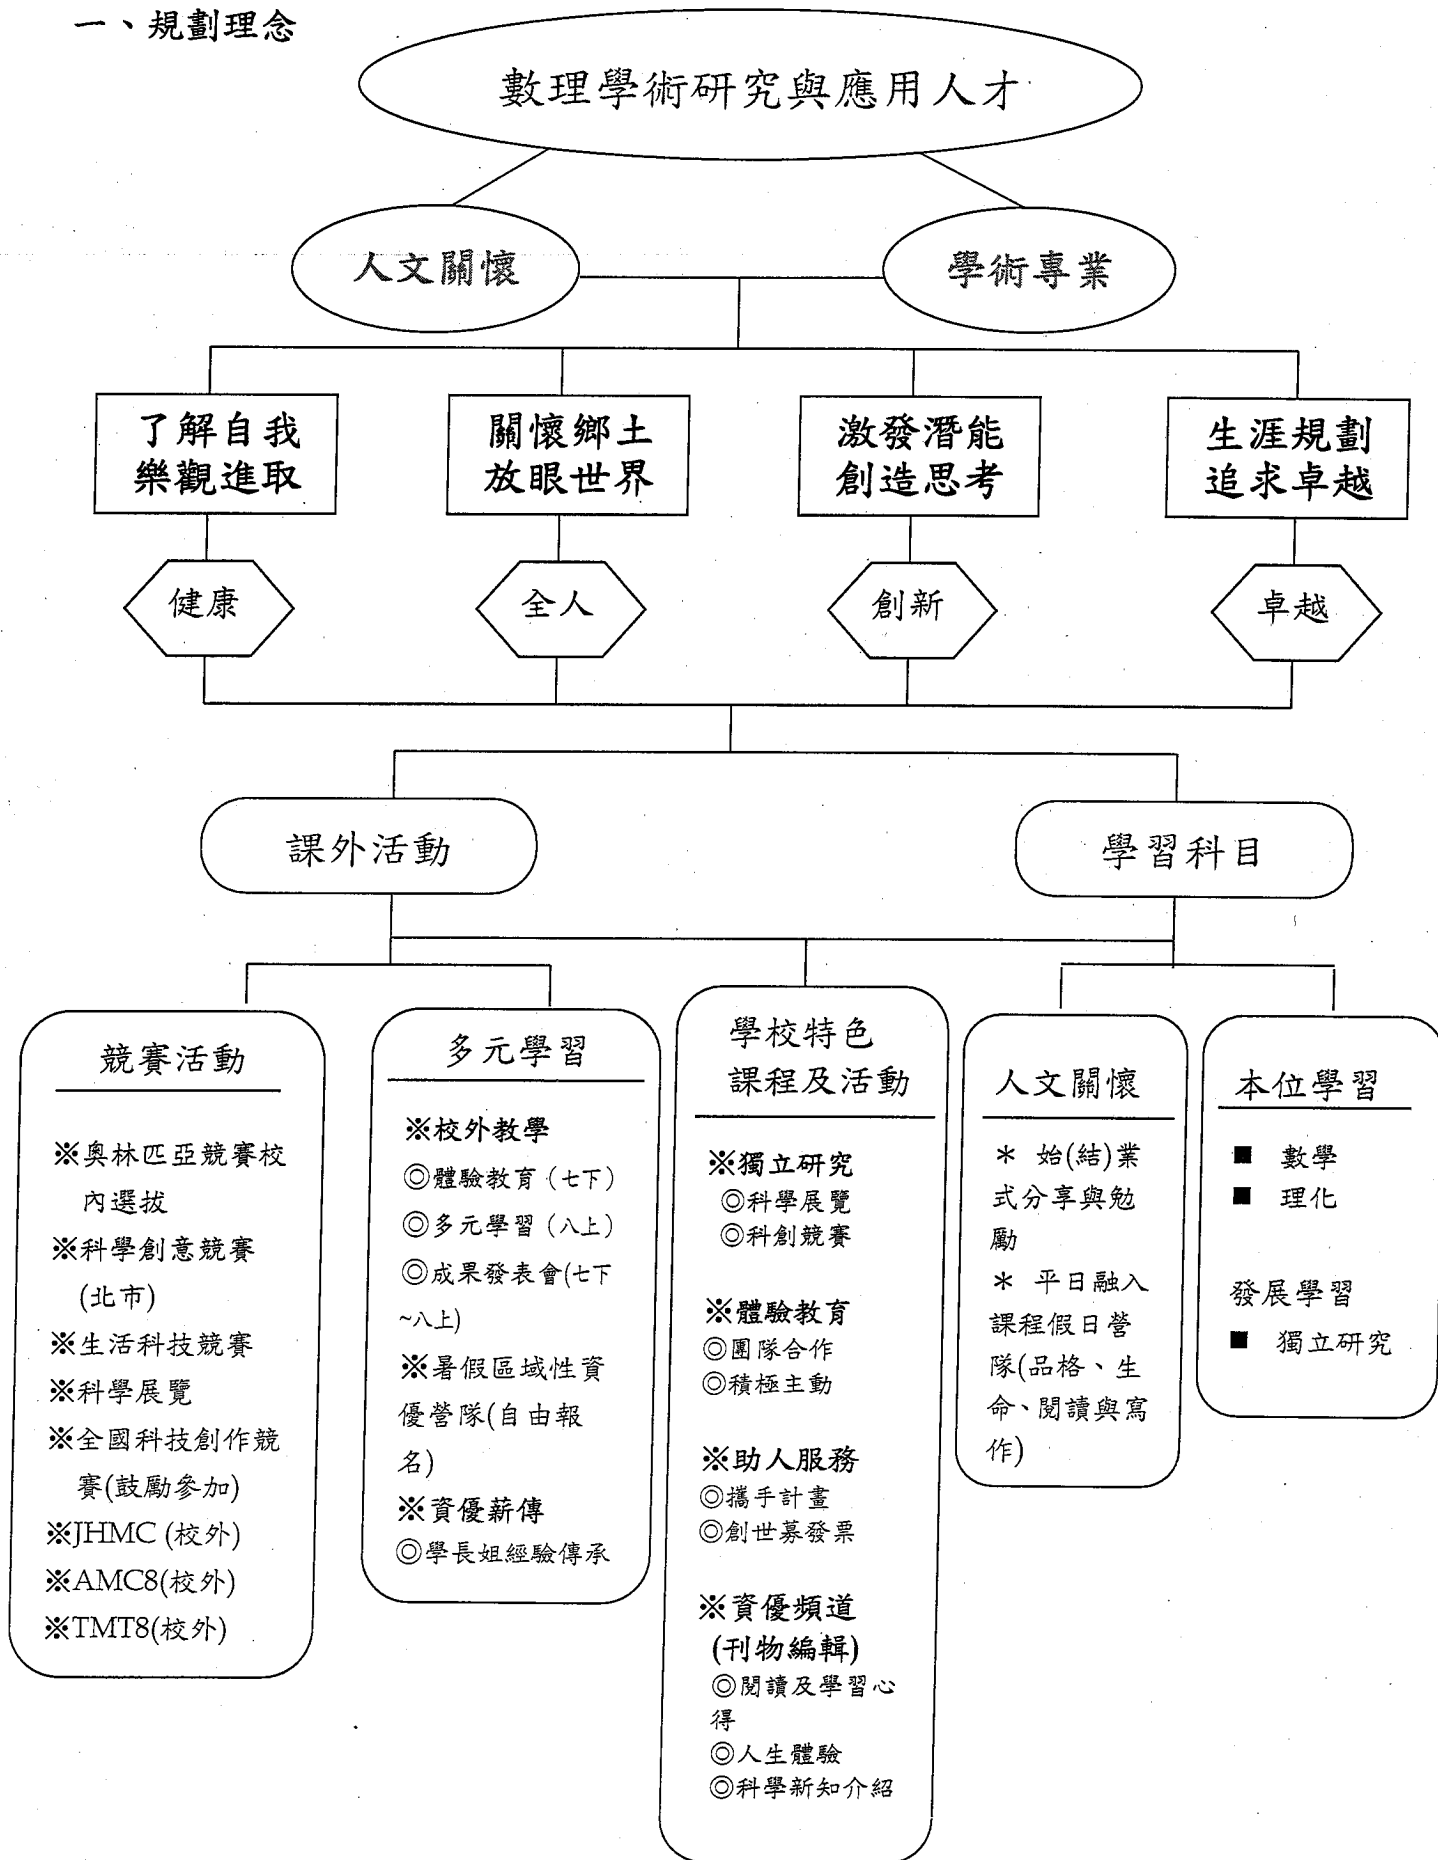 一、規劃理念
數理學術研究與應用人才
人文關懷
學術專業
了解自我
樂觀進取
關懷鄉土
放眼世界
激發潛能
創造思考
生涯規劃
追求卓越
健康
全人
創新
卓越
課外活動
學習科目
競賽活動
※奧林匹亞競賽校
內選拔
※科學創意競賽
(北市)
※生活科技競賽
※科學展覽
※全國科技創作競
賽(鼓勵參加)
※JHMC (校外)
※AMC8(校外)
※TMT8(校外)
多元學習
※校外教學
◎體驗教育（七下）
◎多元學習（八上）
◎成果發表會(七下
~八上)
※暑假區域性資
優營隊(自由報
名)
※資優薪傳
◎學長姐經驗傳承
學校特色
課程及活動
※獨立研究
◎科學展覽
◎科創競賽
※體驗教育
◎團隊合作
◎積極主動
※助人服務
◎攜手計畫
◎創世募發票
※資優頻道
(刊物編輯)
◎閱讀及學習心
得
◎人生體驗
◎科學新知介紹
人文關懷
＊ 始(結)業
式分享與勉
勵
＊ 平日融入
課程假日營
隊(品格、生
命、閱讀與寫
作)
本位學習
■ 數學
■ 理化
發展學習
■ 獨立研究